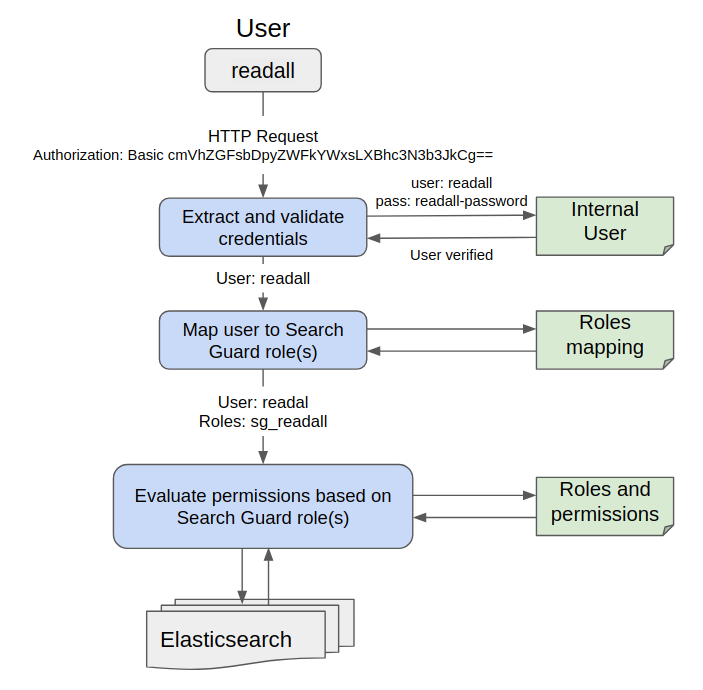 User
readall
HTTP Request
Authorization: Basic cmVhZGFsbDpyZWFkYWxsLXBhc3N3b3JkCg==
user: readall
pass: readall-password
Extract and validate
credentials
Internal
User
User verified
User: readall
Map user to Search
Guard role(s)
Roles
mapping
User: readal
Roles: sg_readall
Evaluate permissions based on
Search Guard role(s)
Roles and
permissions
Elasticsearch